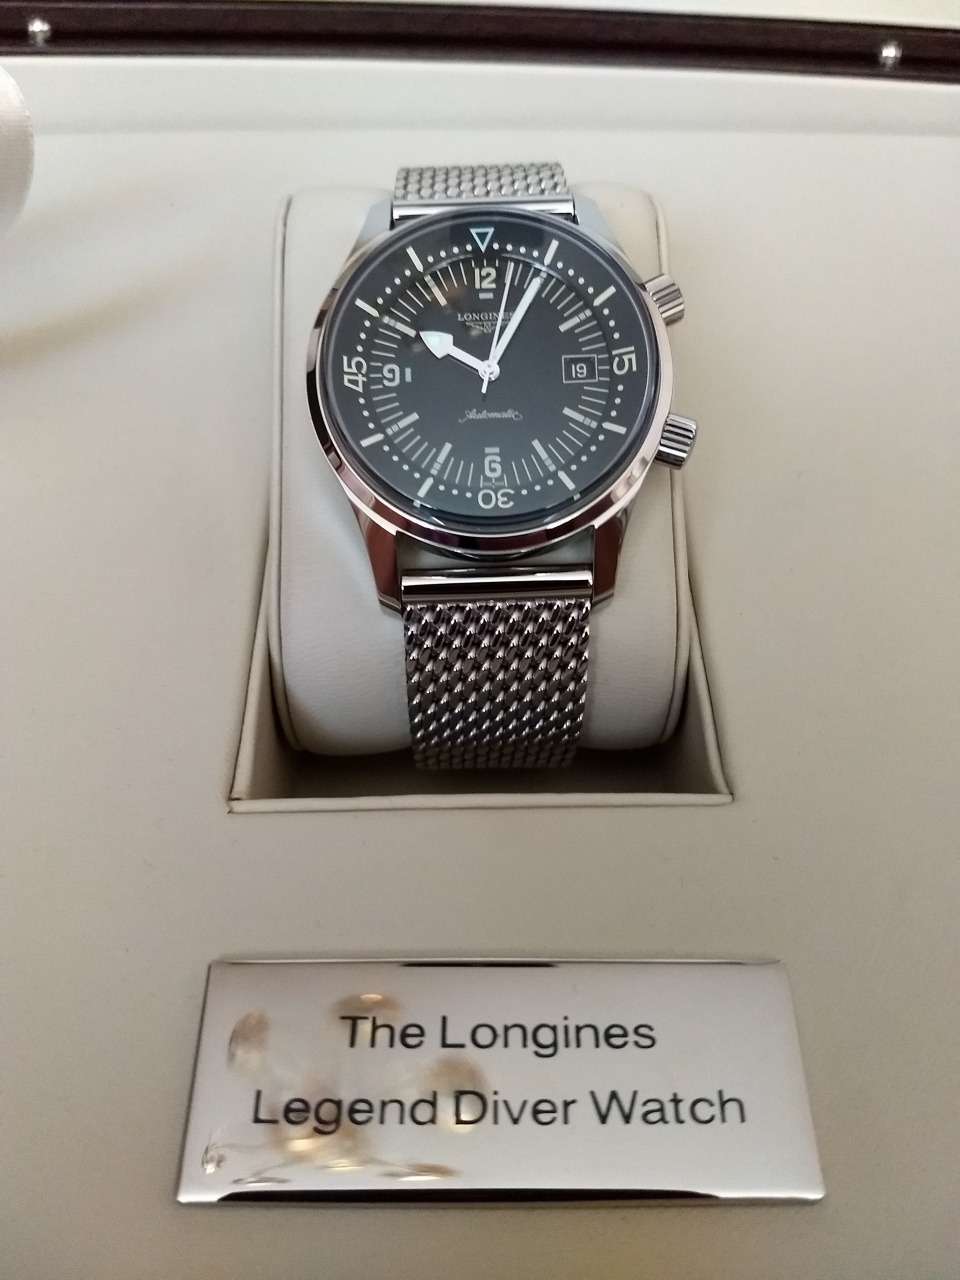 12
LONGINES
45
9
19
15
Automatic
6
30
The Longines
Legend Diver Watch